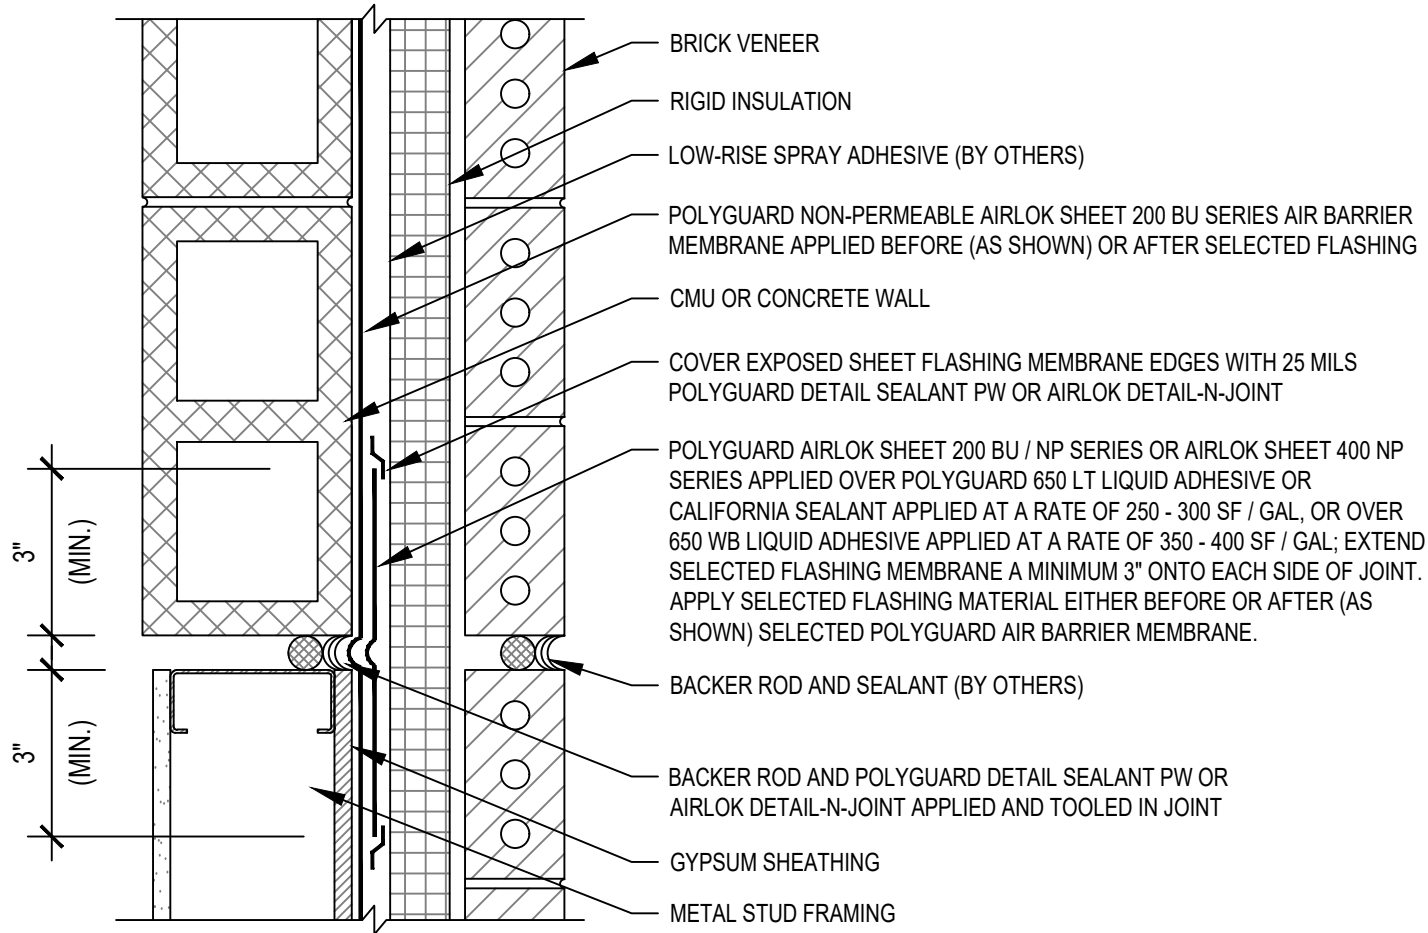 BRICK VENEER
RIGID INSULATION
LOW-RISE SPRAY ADHESIVE (BY OTHERS)
POLYGUARD NON-PERMEABLE AIRLOK SHEET 200 BU SERIES AIR BARRIER
MEMBRANE APPLIED BEFORE (AS SHOWN) OR AFTER SELECTED FLASHING
CMU OR CONCRETE WALL
COVER EXPOSED SHEET FLASHING MEMBRANE EDGES WITH 25 MILS
POLYGUARD DETAIL SEALANT PW OR AIRLOK DETAIL-N-JOINT
POLYGUARD AIRLOK SHEET 200 BU / NP SERIES OR AIRLOK SHEET 400 NP
SERIES APPLIED OVER POLYGUARD 650 LT LIQUID ADHESIVE OR
CALIFORNIA SEALANT APPLIED AT A RATE OF 250 - 300 SF / GAL, OR OVER
650 WB LIQUID ADHESIVE APPLIED AT A RATE OF 350 - 400 SF / GAL; EXTEND
SELECTED FLASHING MEMBRANE A MINIMUM 3" ONTO EACH SIDE OF JOINT.
APPLY SELECTED FLASHING MATERIAL EITHER BEFORE OR AFTER (AS
SHOWN) SELECTED POLYGUARD AIR BARRIER MEMBRANE.
BACKER ROD AND SEALANT (BY OTHERS)
BACKER ROD AND POLYGUARD DETAIL SEALANT PW OR
AIRLOK DETAIL-N-JOINT APPLIED AND TOOLED IN JOINT
GYPSUM SHEATHING
METAL STUD FRAMING
3"
(MIN.)
3"
(MIN.)